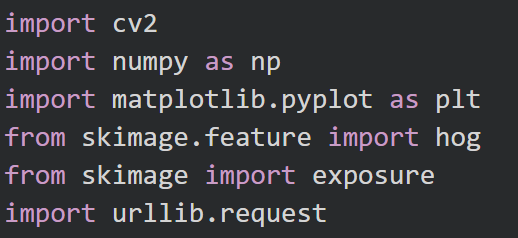 import cv2
import numpy as np
import matplotlib.pyplot as plt
from skimage.feature import hog
from skimage import exposure
import urllib.request